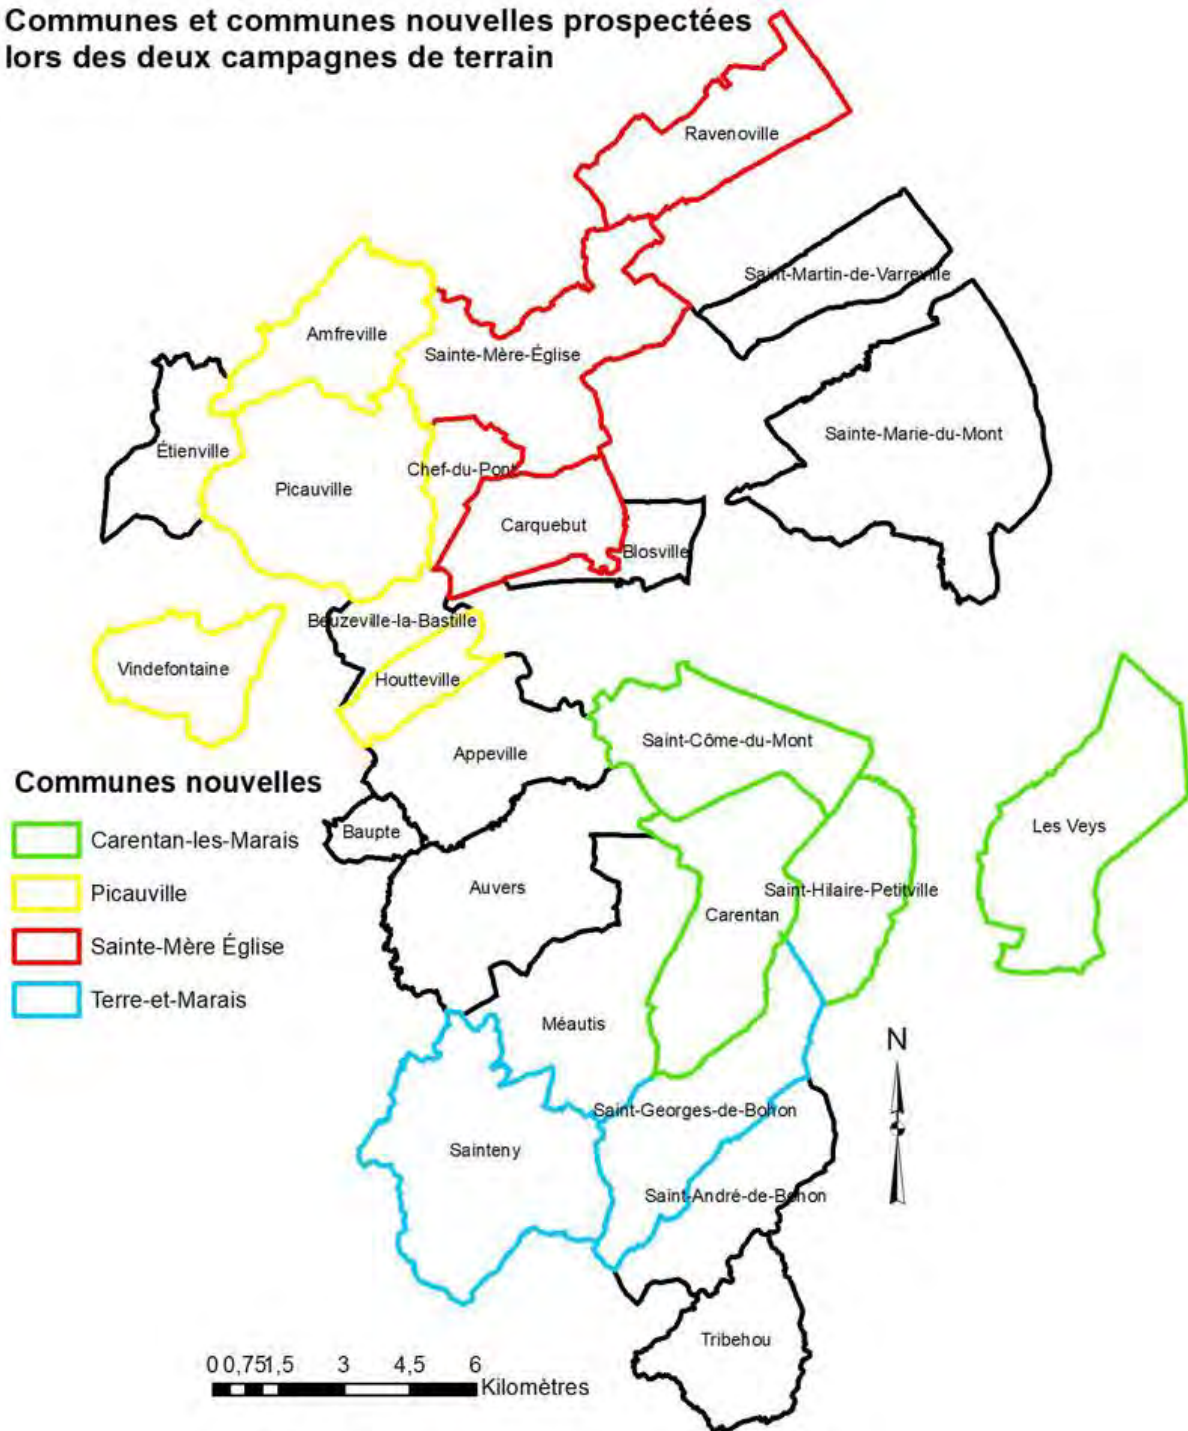 Communes et communes nouvelles prospectées
lors des deux campagnes de terrain
Ravenoville
Saint-Martin-de-Varreville
Amfreville
Sainte-Mère-Église
Sainte-Marie-du-Mont
Étienville
Chef-du-Pont
Picauville
Carquebut
Blosville
Beuzeville-la-Bastille
Vindefontaine
Houtteville
Saint-Côme-du-Mont
Appeville
Communes nouvelles
Carentan-les-Marais
Picauville
Sainte-Mère Église
Terre-et-Marais
Baupte
Les Veys
Auvers
Saint-Hilaire-Petitville
Carentan
Méautis
N
Saint-Georges-de-Bohon
Sainteny
Saint-André-de-Bohon
Tribehou
0 0,75 1,5 3 4,5 6
Kilomètres